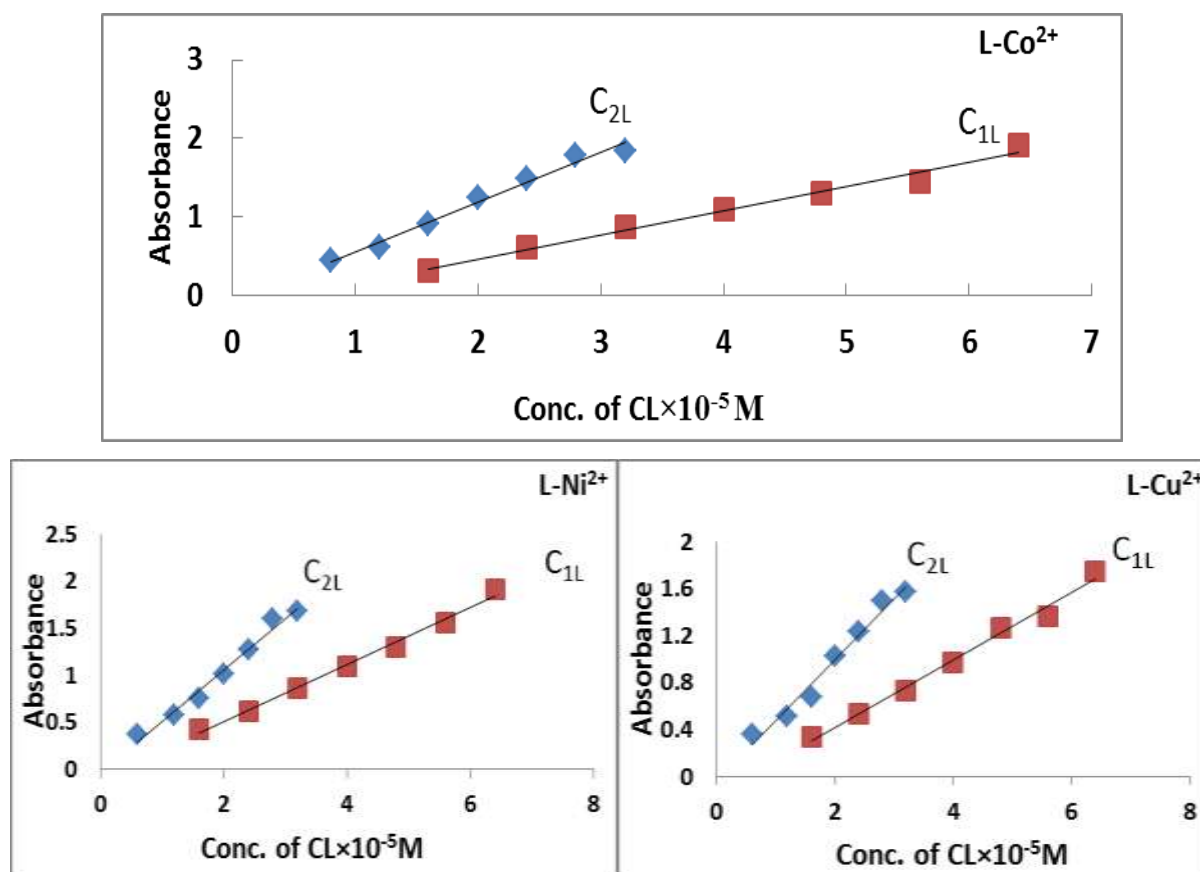 L-Co²⁺
Absorbance
3
2
1
0
C₂L
C₁L
0 1 2 3 4 5 6 7
Conc. of CL×10⁻⁵ M
L-Ni²⁺
Absorbance
2.5
2
1.5
1
0.5
0
C₂L
C₁L
0 2 4 6 8
Conc. of CL×10⁻⁵M
L-Cu²⁺
Absorbance
2
1.6
1.2
0.8
0.4
0
C₂L
C₁L
0 2 4 6 8
Conc. of CL×10⁻⁵M